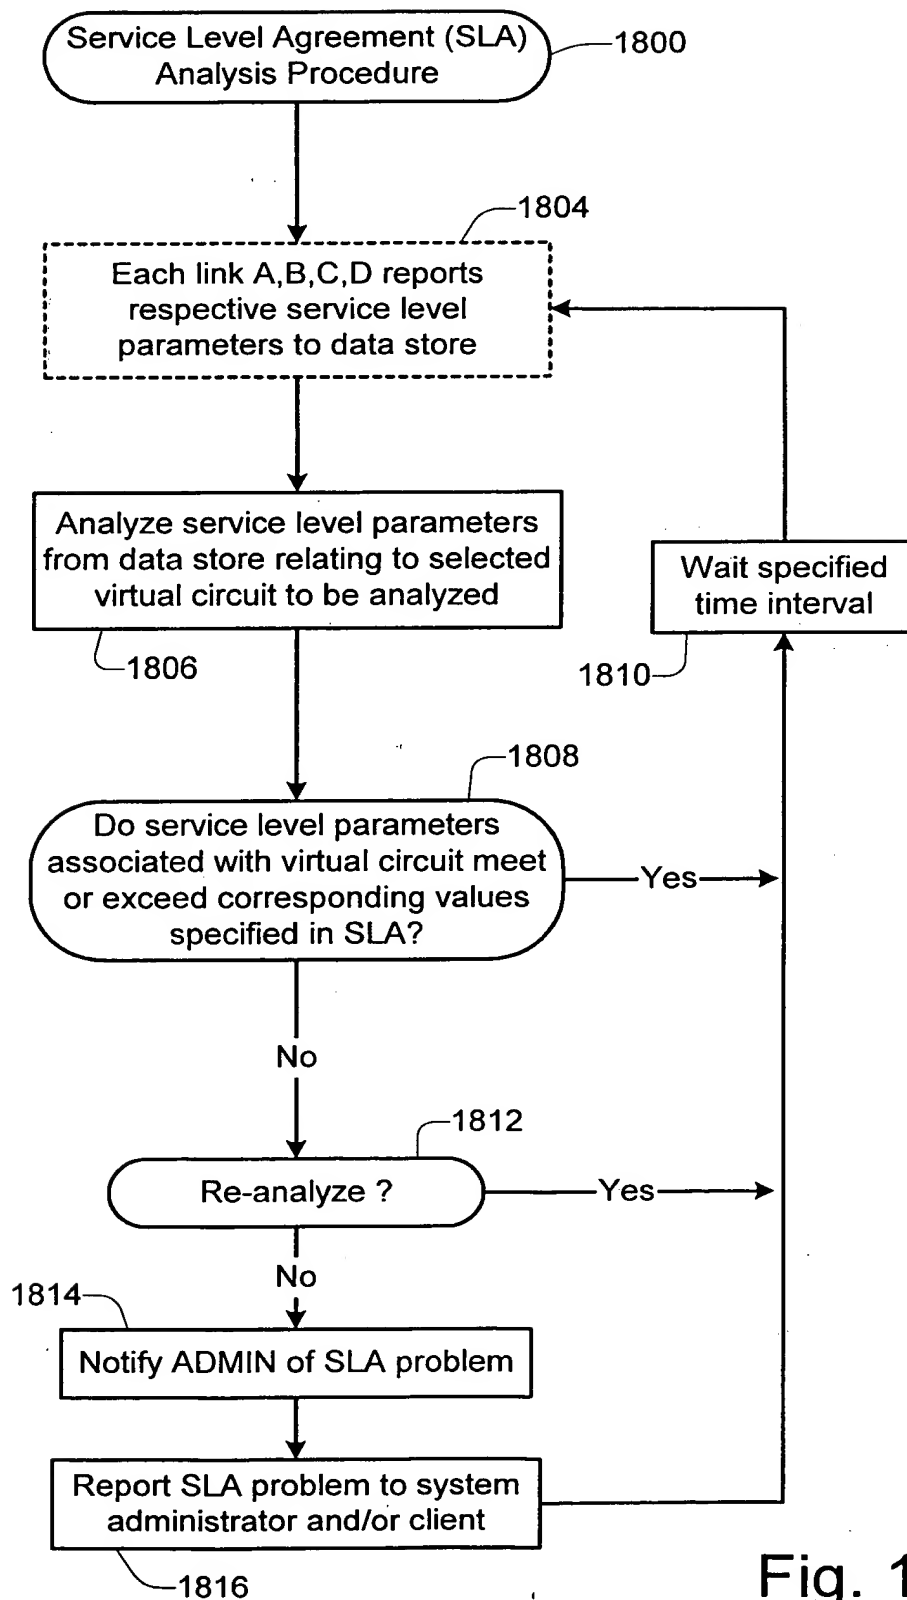 Service Level Agreement (SLA)
Analysis Procedure
1800
1804
Each link A,B,C,D reports
respective service level
parameters to data store
Analyze service level parameters
from data store relating to selected
virtual circuit to be analyzed
1806
Wait specified
time interval
1810
1808
Do service level parameters
associated with virtual circuit meet
or exceed corresponding values
specified in SLA?
Yes
No
1812
Re-analyze ?
Yes
No
1814
Notify ADMIN of SLA problem
Report SLA problem to system
administrator and/or client
1816
Fig. 1